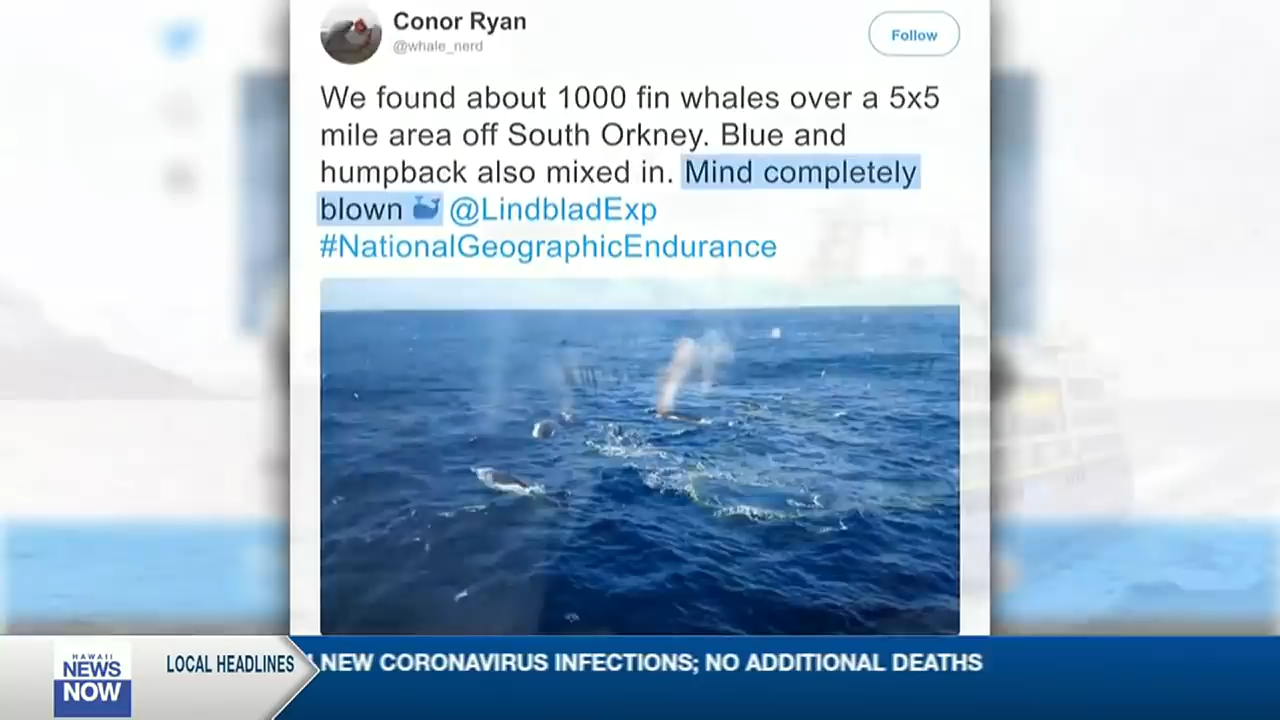 Conor Ryan
@whale_nerd
Follow
We found about 1000 fin whales over a 5x5
mile area off South Orkney. Blue and
humpback also mixed in. Mind completely
blown 🐳 @LindbladExp
#NationalGeographicEndurance
HAWAII
NEWS
NOW
LOCAL HEADLINES
NEW CORONAVIRUS INFECTIONS; NO ADDITIONAL DEATHS